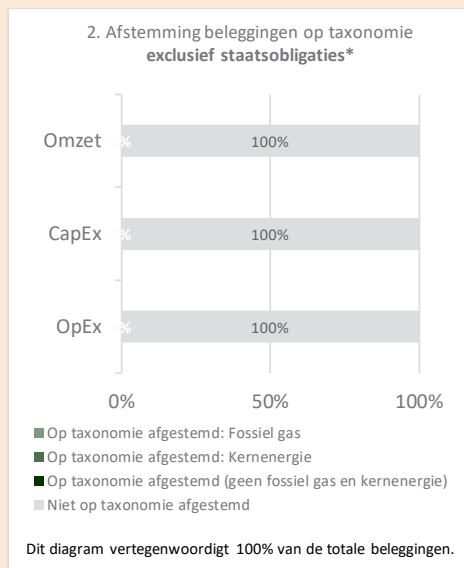 2. Afstemming beleggingen op taxonomie
exclusief staatsobligaties*
Omzet
% 100%
CapEx
% 100%
OpEx
% 100%
0% 50% 100%
Op taxonomie afgestemd: Fossiel gas
Op taxonomie afgestemd: Kernenergie
Op taxonomie afgestemd (geen fossiel gas en kernenergie)
Niet op taxonomie afgestemd
Dit diagram vertegenwoordigt 100% van de totale beleggingen.